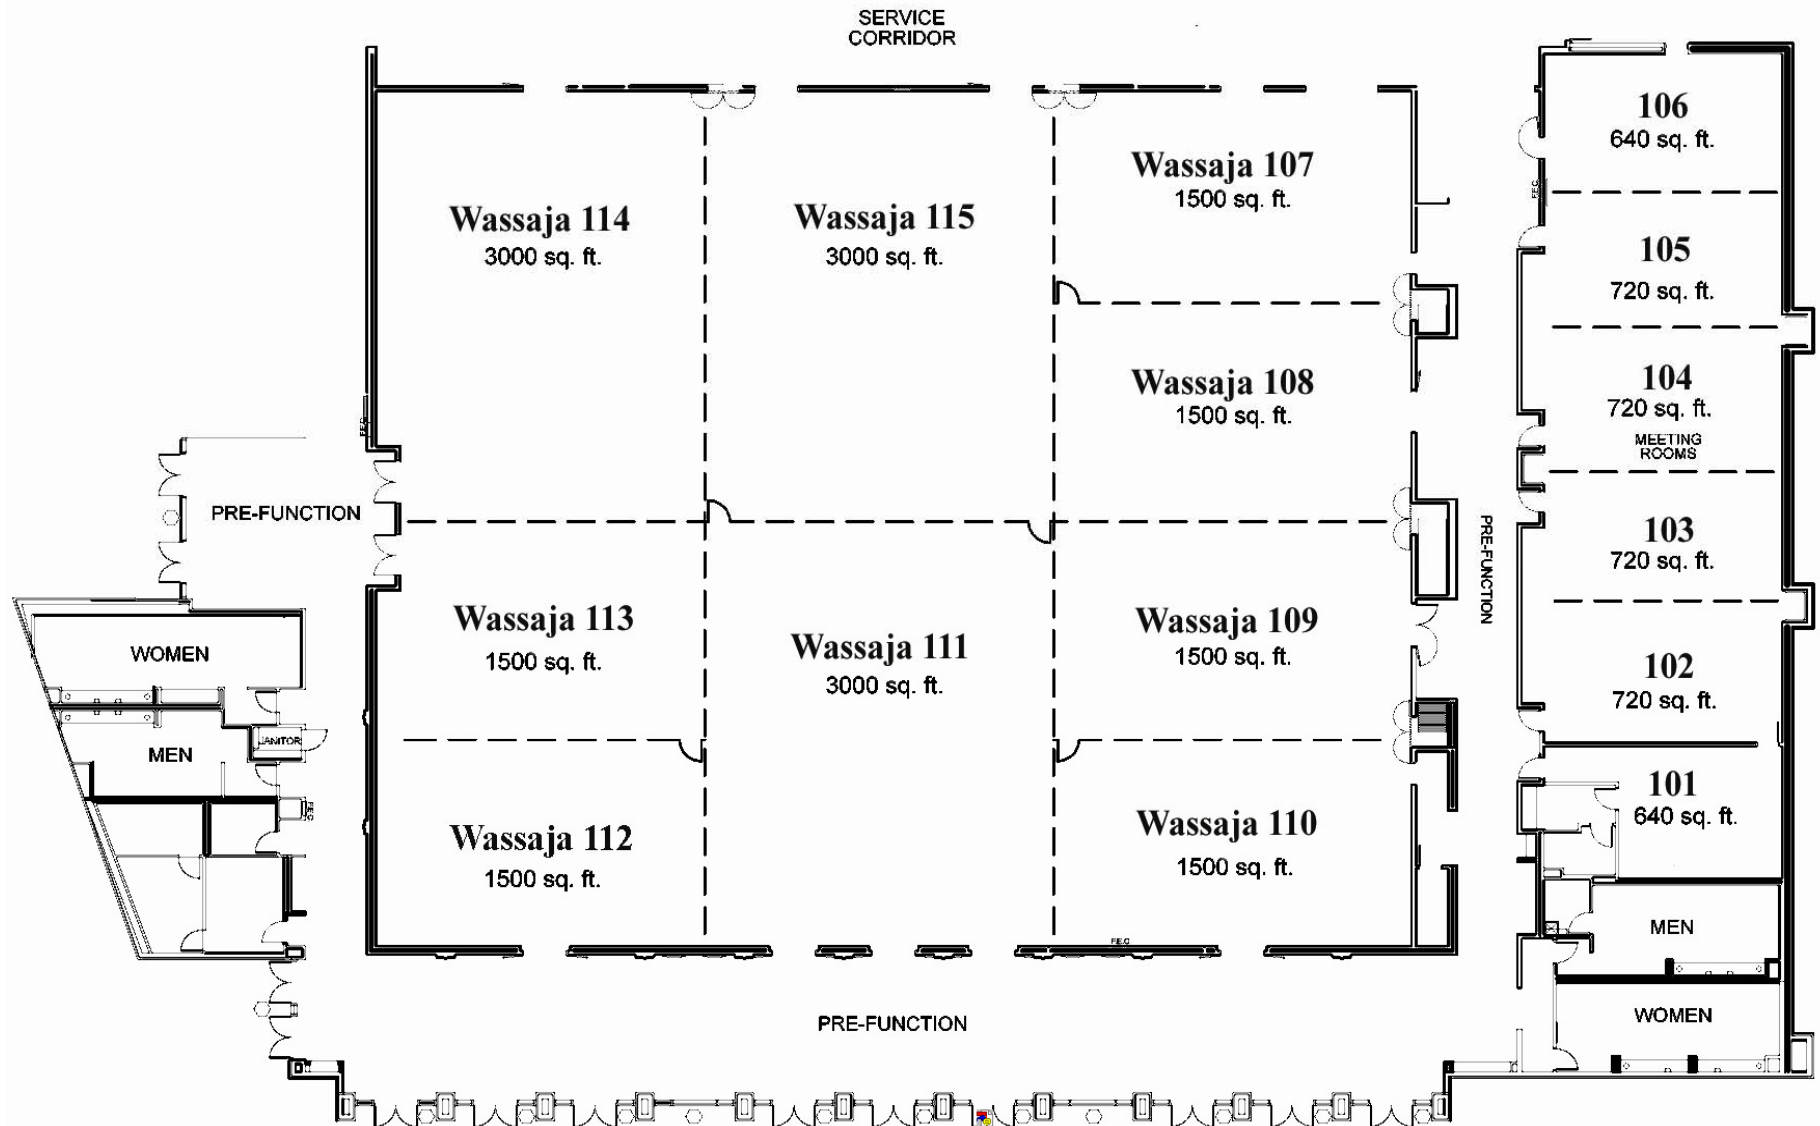 SERVICE
CORRIDOR
Wassaja 114
3000 sq. ft.
Wassaja 115
3000 sq. ft.
Wassaja 107
1500 sq. ft.
Wassaja 108
1500 sq. ft.
106
640 sq. ft.
F.E.C.
105
720 sq. ft.
104
720 sq. ft.
MEETING
ROOMS
103
720 sq. ft.
102
720 sq. ft.
101
640 sq. ft.
F.E.C.
PRE-FUNCTION
PRE-FUNCTION
Wassaja 113
1500 sq. ft.
Wassaja 111
3000 sq. ft.
Wassaja 109
1500 sq. ft.
WOMEN
JANITOR
MEN
F.E.C
Wassaja 112
1500 sq. ft.
Wassaja 110
1500 sq. ft.
F.E.C
MEN
WOMEN
PRE-FUNCTION